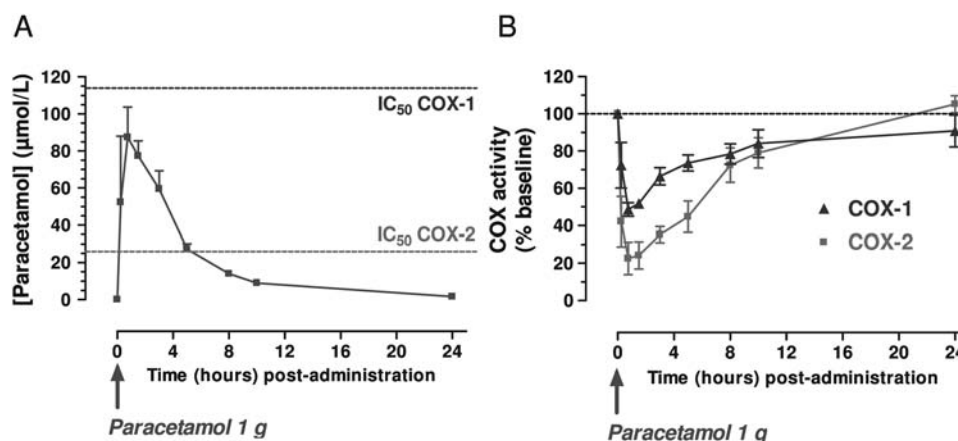 A
[Paracetamol] (μmol/L)
120
100
80
60
40
20
0
IC50 COX-1
IC50 COX-2
0 4 8 12 16 20 24
Time (hours) post-administration
Paracetamol 1 g
B
COX activity
(% baseline)
120
100
80
60
40
20
0
COX-1
COX-2
0 4 8 12 16 20 24
Time (hours) post-administration
Paracetamol 1 g